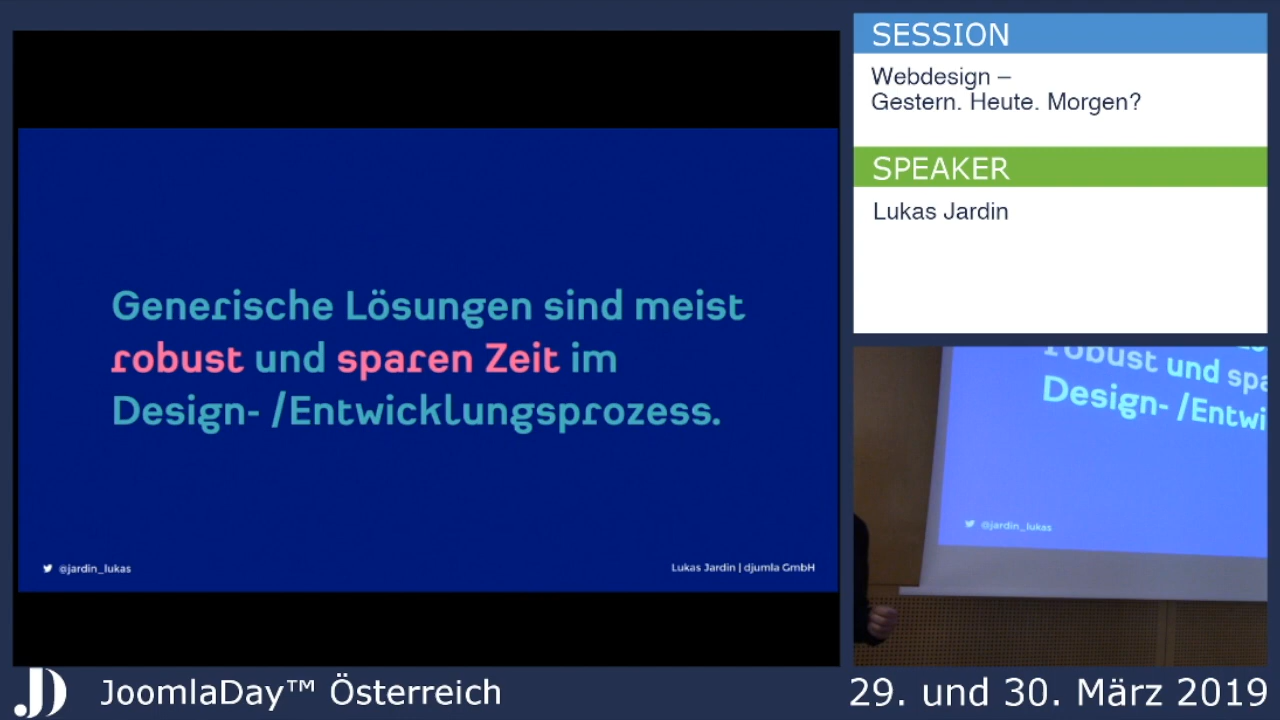 Generische Lösungen sind meist
robust und sparen Zeit im
Design- /Entwicklungsprozess.
@jardin_lukas
Lukas Jardin | djumla GmbH
SESSION
Webdesign –
Gestern. Heute. Morgen?
SPEAKER
Lukas Jardin
robust und spa
Design- /Entwi
@jardin_lukas
JD JoomlaDay™ Österreich
29. und 30. März 2019